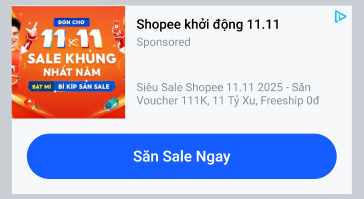 ĐÓN CHỜ
11.11
SALE KHỦNG
NHẤT NĂM
BẬT MÍ BÍ KÍP SĂN SALE
Shopee khởi động 11.11
Sponsored
Siêu Sale Shopee 11.11 2025 - Săn
Voucher 111K, 11 Tỷ Xu, Freeship 0đ
Săn Sale Ngay